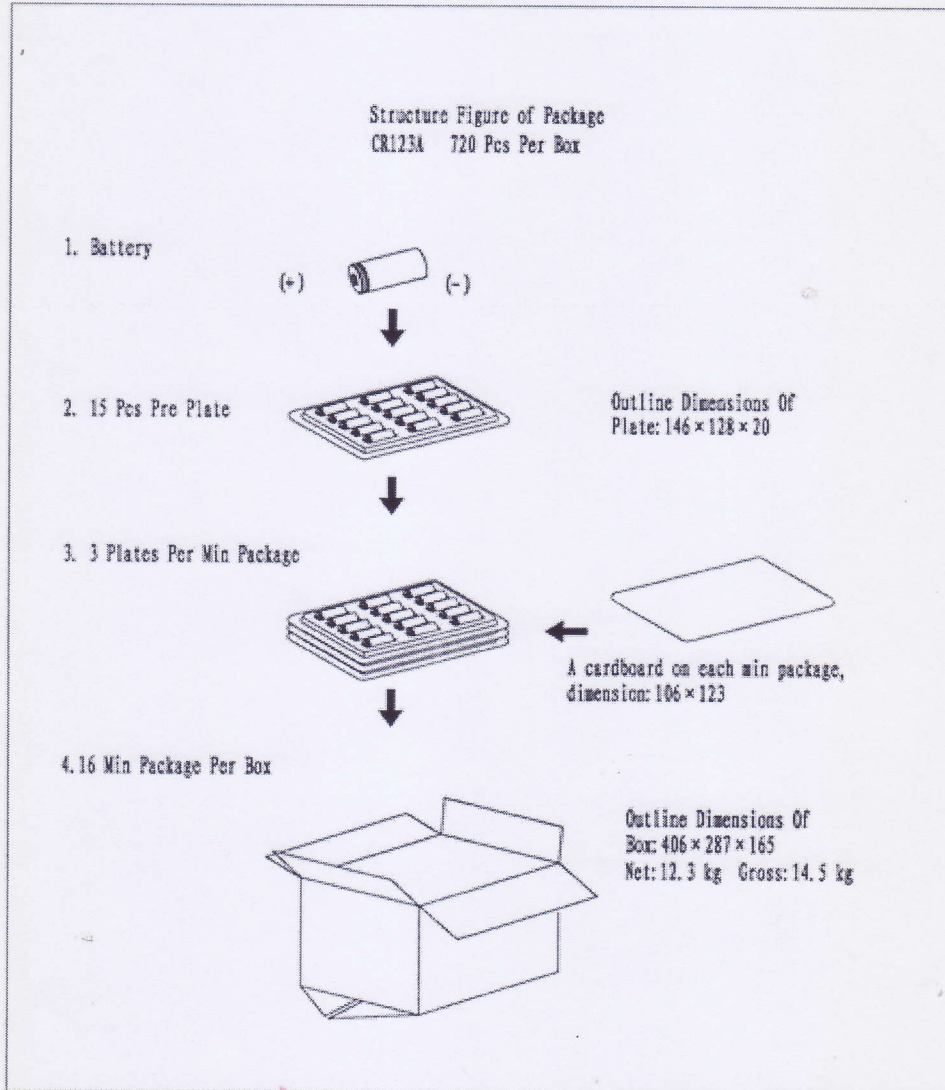 Structure Figure of Package
CR123A 720 Pcs Per Box
1. Battery
(+)
(-)
2. 15 Pcs Pre Plate
Outline Dimensions Of
Plate: 146×128×20
3. 3 Plates Per Min Package
A cardboard on each min package,
dimension: 106×123
4. 16 Min Package Per Box
Outline Dimensions Of
Box: 406×287×165
Net: 12.3 kg Gross: 14.5 kg